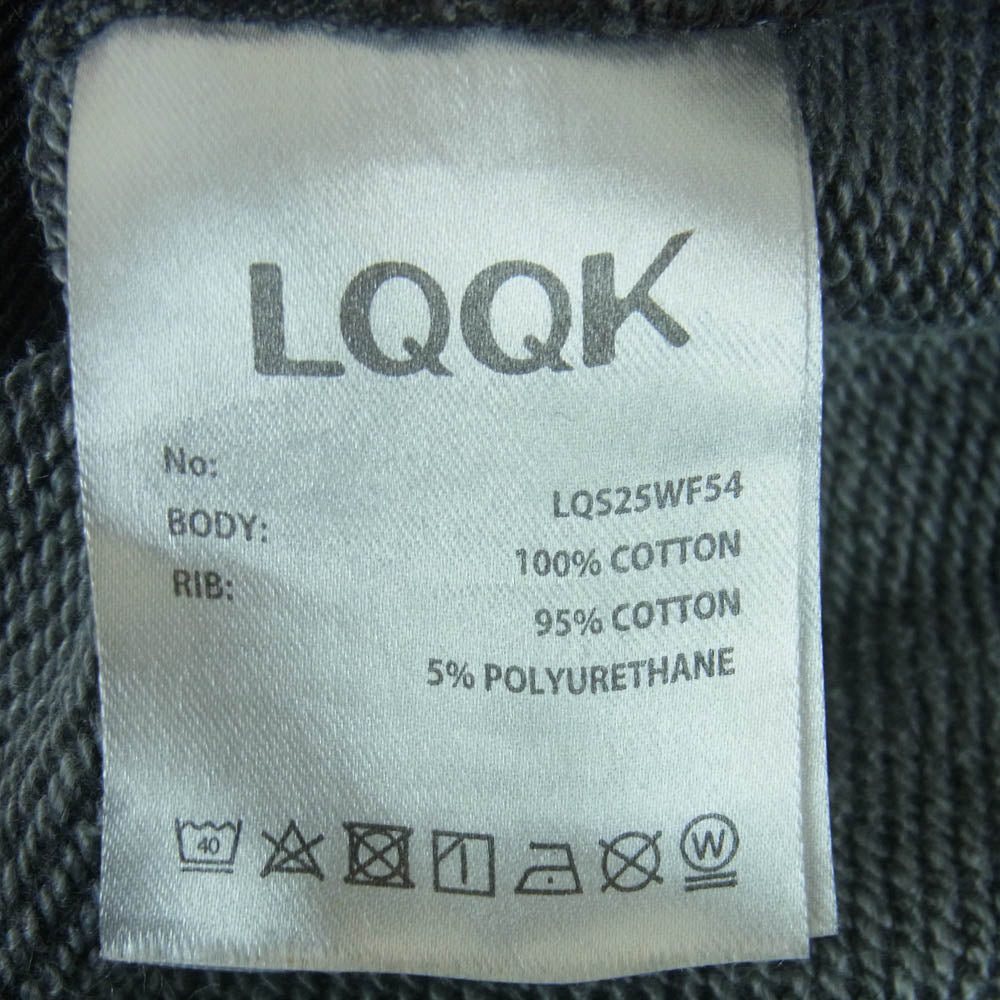 LQQK
No: LQS25WF54
BODY: 100% COTTON
RIB: 95% COTTON
5% POLYURETHANE
40 W